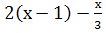 2(x − 1) − x/3